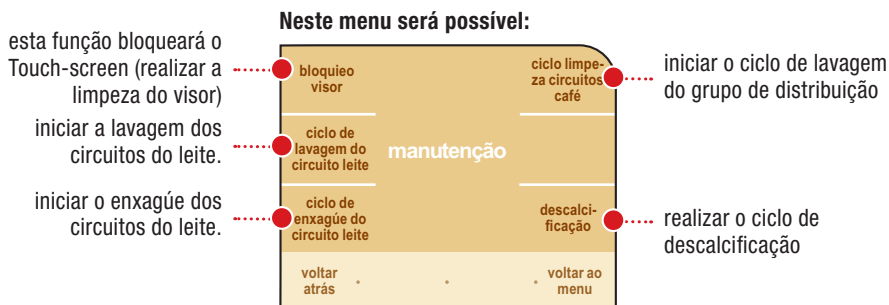 Neste menu será possível:
esta função bloqueará o
Touch-screen (realizar a
limpeza do visor)
iniciar a lavagem dos
circuitos do leite.
iniciar o enxagúe dos
circuitos do leite.
bloquieo
visor
ciclo de
lavagem do
circuito leite
ciclo de
enxagúe do
circuito leite
voltar
atrás
manutenção
ciclo limpe-
za circuitos
café
descalci-
ficação
voltar ao
menu
iniciar o ciclo de lavagem
do grupo de distribuição
realizar o ciclo de
descalcificação